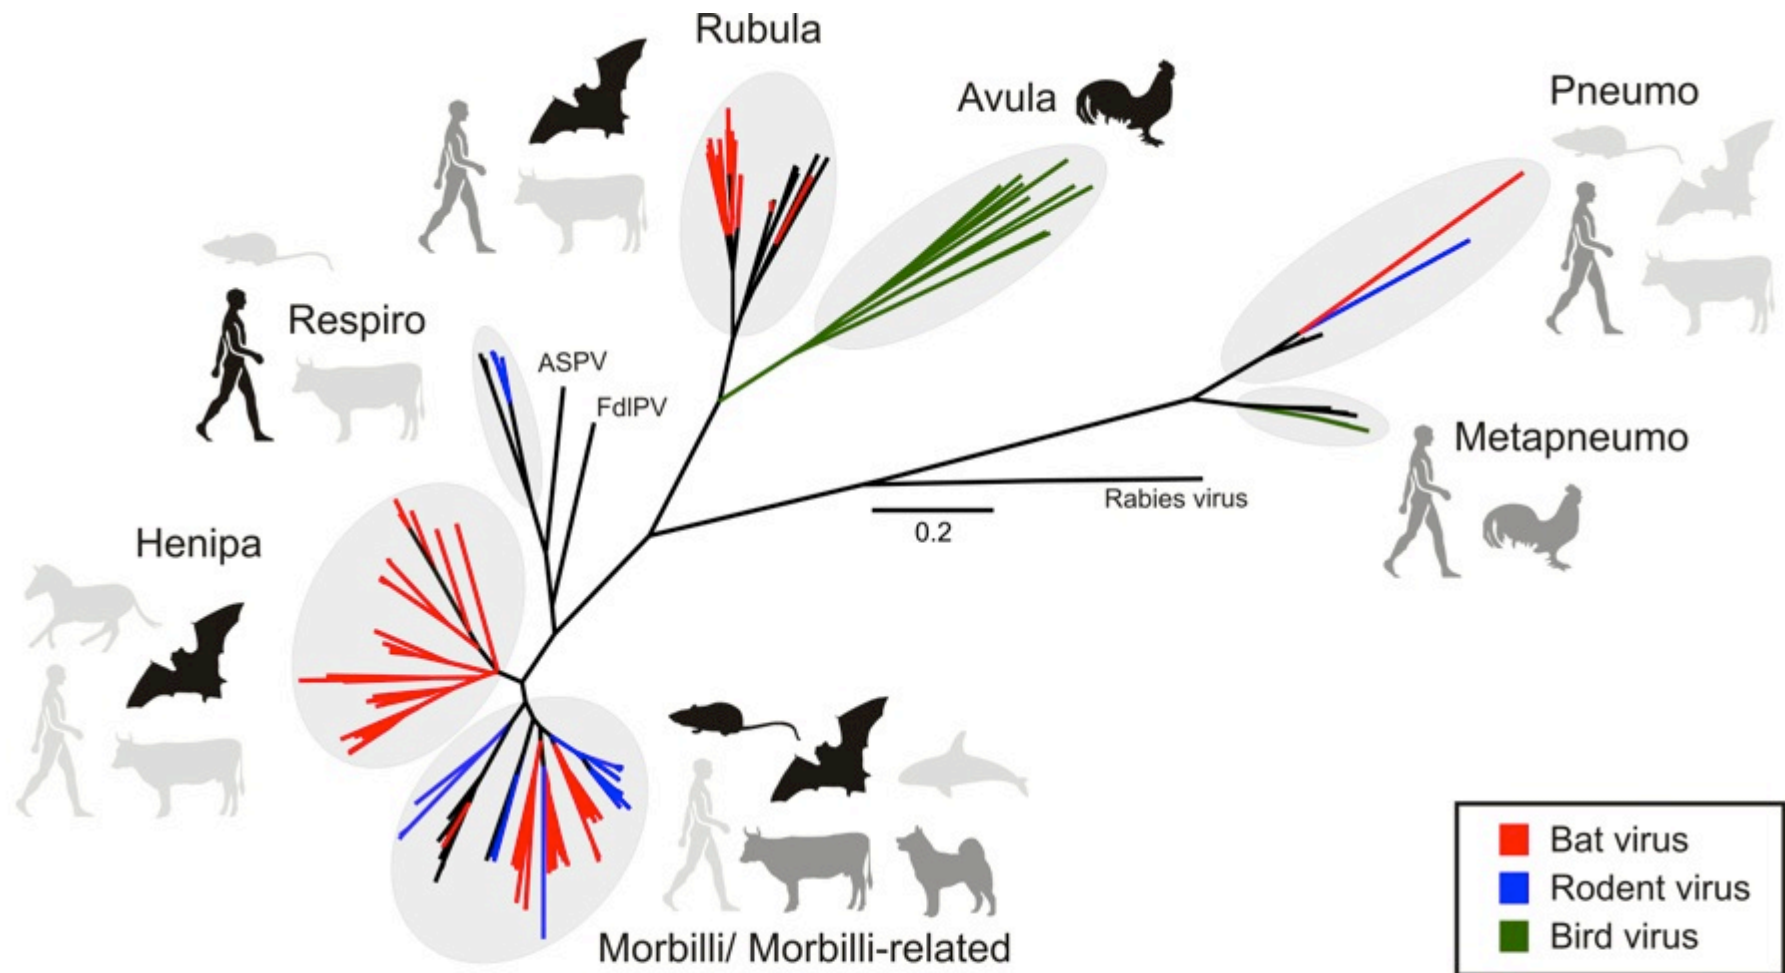 Rubula
Avula
Pneumo
Respiro
ASPV
FdlPV
Metapneumo
Rabies virus
0.2
Henipa
Morbilli/ Morbilli-related
Bat virus
Rodent virus
Bird virus